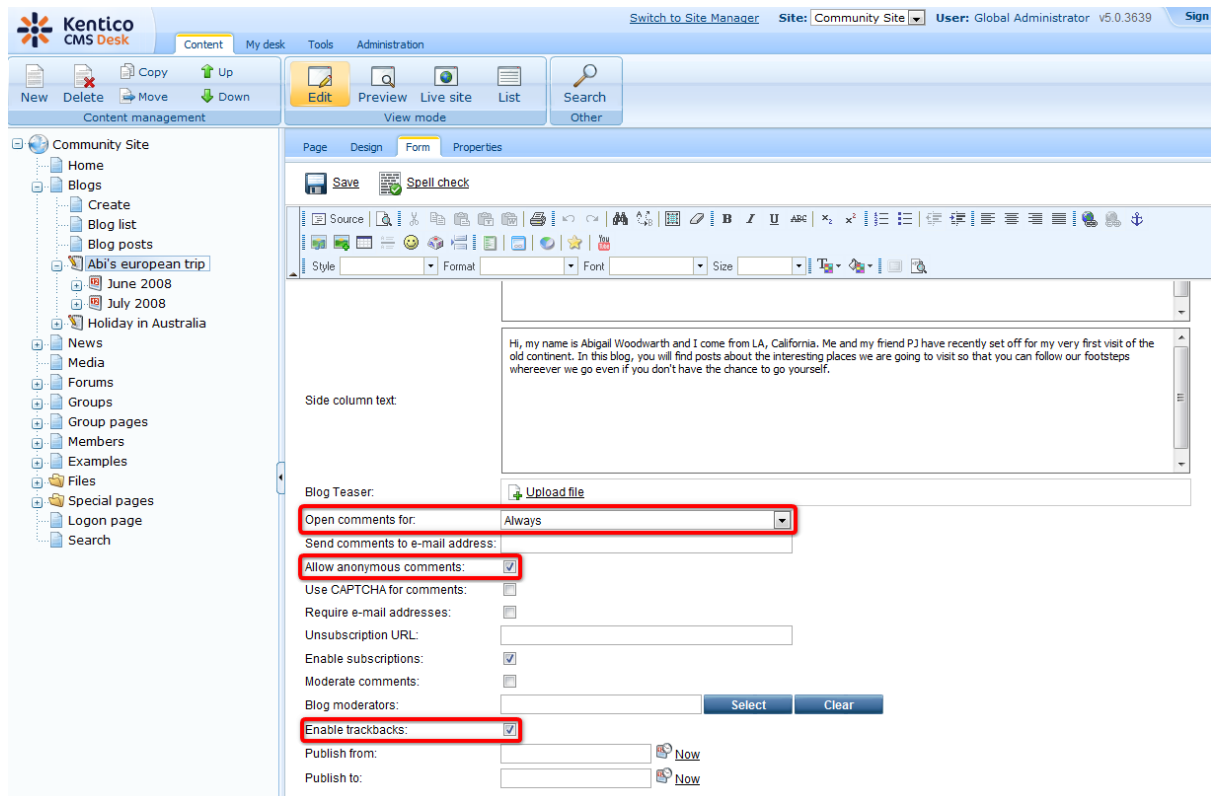 Kentico
CMS Desk
Switch to Site Manager Site: Community Site User: Global Administrator v5.0.3639 Sign
Content My desk Tools Administration
New Delete Copy Move Up Down
Content management
Edit Preview Live site List
View mode
Search
Other
Community Site
Home
Blogs
Create
Blog list
Blog posts
Abi's european trip
June 2008
July 2008
Holiday in Australia
News
Media
Forums
Groups
Group pages
Members
Examples
Files
Special pages
Logon page
Search
Page Design Form Properties
Save Spell check
Source B I U ABC x₂ x²
You
Style Format Font Size
Hi, my name is Abigail Woodwarth and I come from LA, California. Me and my friend PJ have recently set off for my very first visit of the
old continent. In this blog, you will find posts about the interesting places we are going to visit so that you can follow our footsteps
whereever we go even if you don't have the chance to go yourself.
Side column text:
Blog Teaser: Upload file
Open comments for: Always
Send comments to e-mail address:
Allow anonymous comments:
Use CAPTCHA for comments:
Require e-mail addresses:
Unsubscription URL:
Enable subscriptions:
Moderate comments:
Blog moderators: Select Clear
Enable trackbacks:
Publish from: Now
Publish to: Now